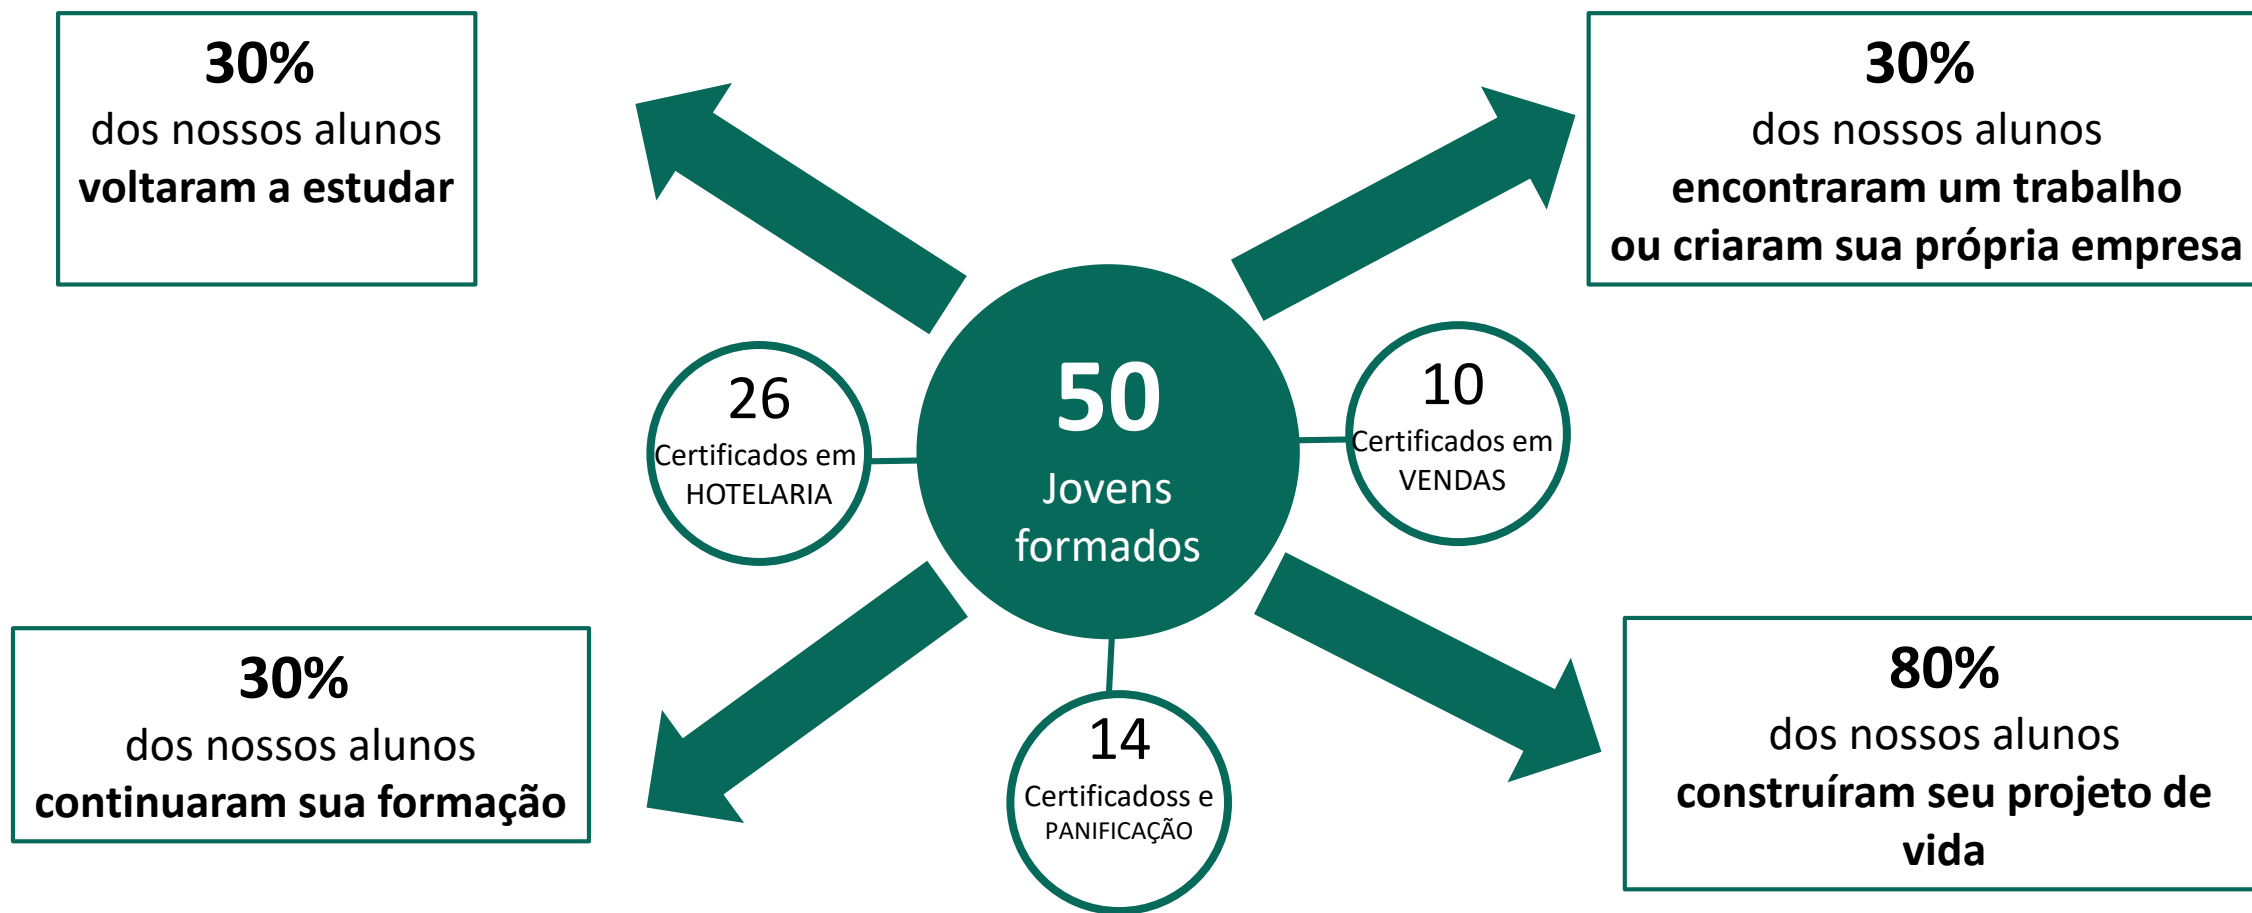 30%
dos nossos alunos
voltaram a estudar
30%
dos nossos alunos
encontraram um trabalho
ou criaram sua própria empresa
26
Certificados em
HOTELARIA
50
Jovens
formados
10
Certificados em
VENDAS
30%
dos nossos alunos
continuaram sua formação
14
Certificadoss e
PANIFICAÇÃO
80%
dos nossos alunos
construíram seu projeto de
vida